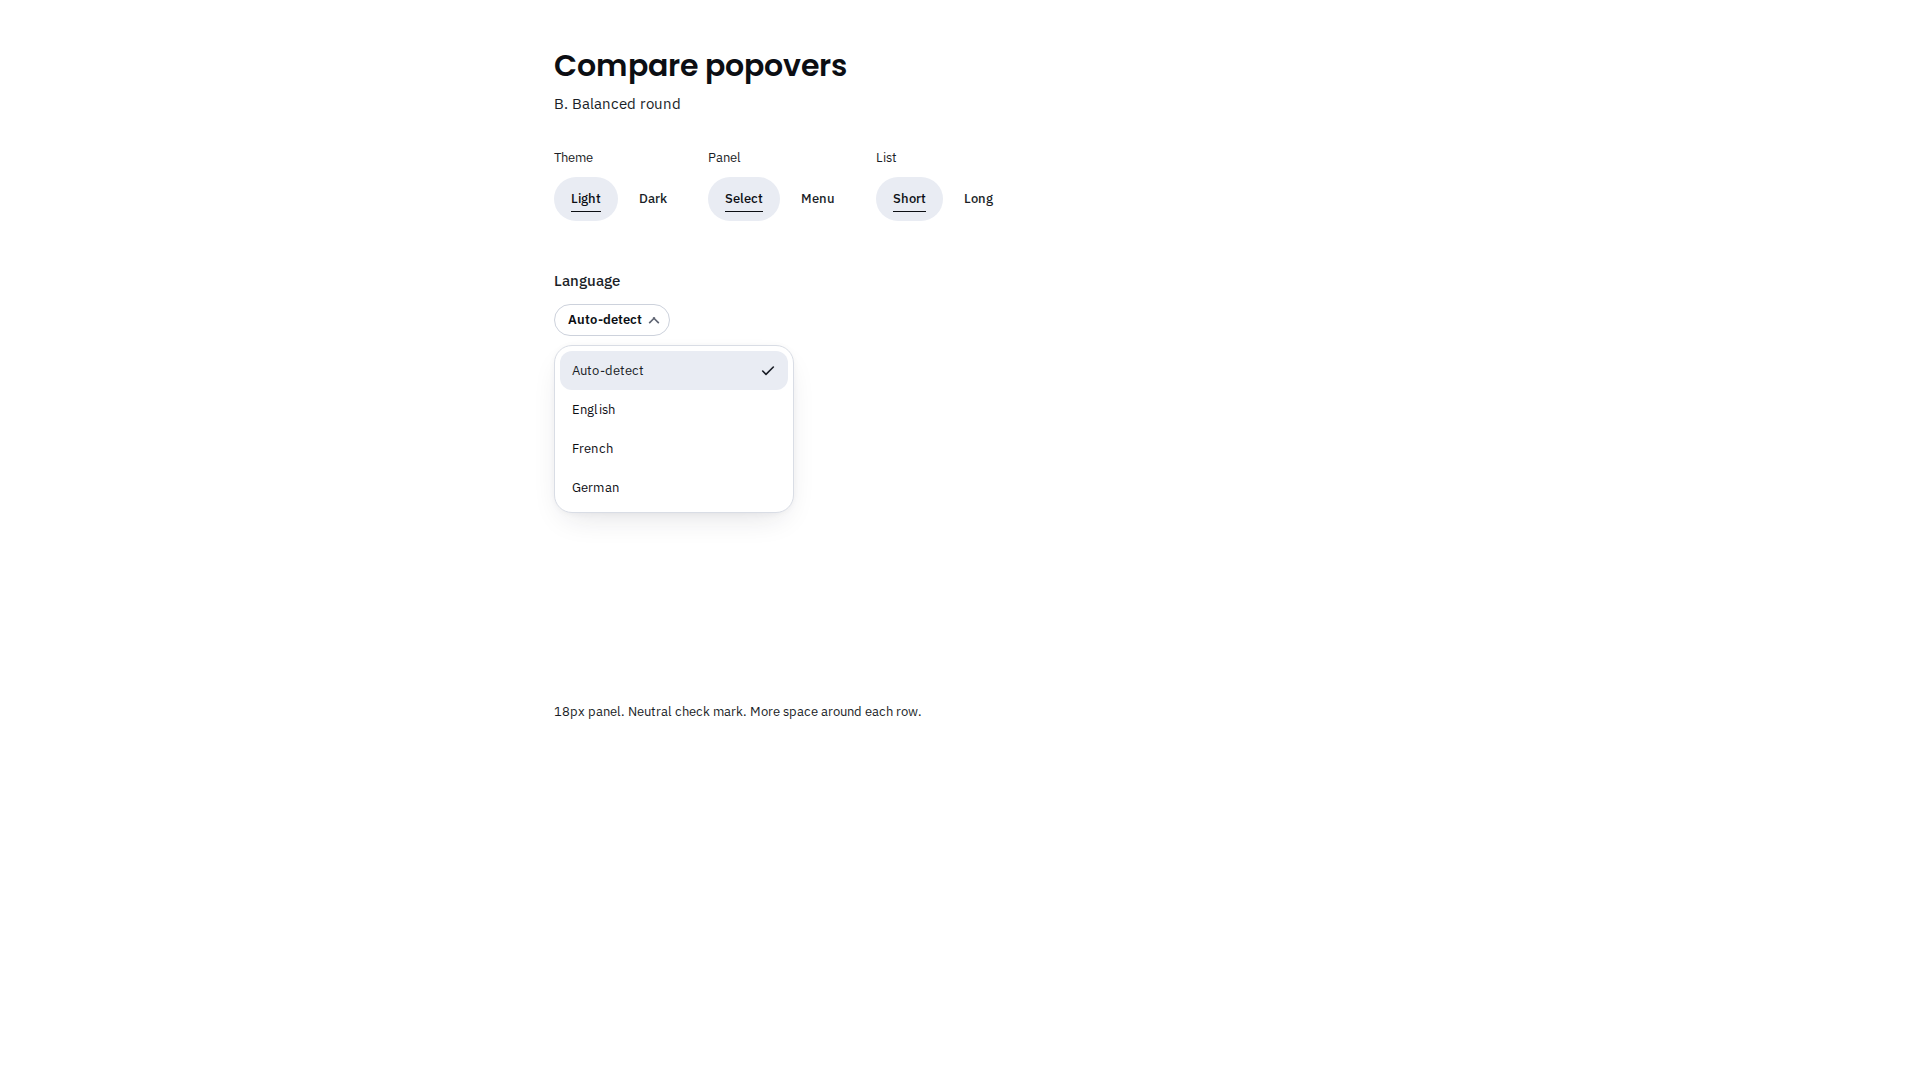 Compare popovers
B. Balanced round
Theme Panel List
Light Dark Select Menu Short Long
Language
Auto-detect
Auto-detect
English
French
German
18px panel. Neutral check mark. More space around each row.